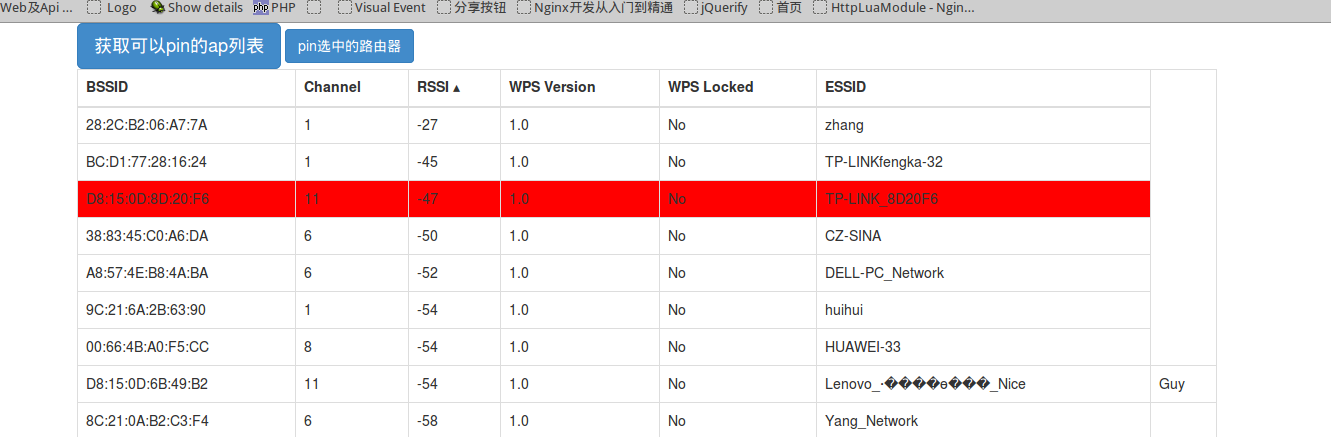 Web及Api ... Logo Show details php PHP Visual Event 分享按钮 Nginx开发从入门到精通 jQuerify 首页 HttpLuaModule - Ngin...
获取可以pin的ap列表 pin选中的路由器
BSSID Channel RSSI ▴ WPS Version WPS Locked ESSID
28:2C:B2:06:A7:7A 1 -27 1.0 No zhang
BC:D1:77:28:16:24 1 -45 1.0 No TP-LINKfengka-32
D8:15:0D:8D:20:F6 11 -47 1.0 No TP-LINK_8D20F6
38:83:45:C0:A6:DA 6 -50 1.0 No CZ-SINA
A8:57:4E:B8:4A:BA 6 -52 1.0 No DELL-PC_Network
9C:21:6A:2B:63:90 1 -54 1.0 No huihui
00:66:4B:A0:F5:CC 8 -54 1.0 No HUAWEI-33
D8:15:0D:6B:49:B2 11 -54 1.0 No Lenovo_·����ө���_Nice Guy
8C:21:0A:B2:C3:F4 6 -58 1.0 No Yang_Network